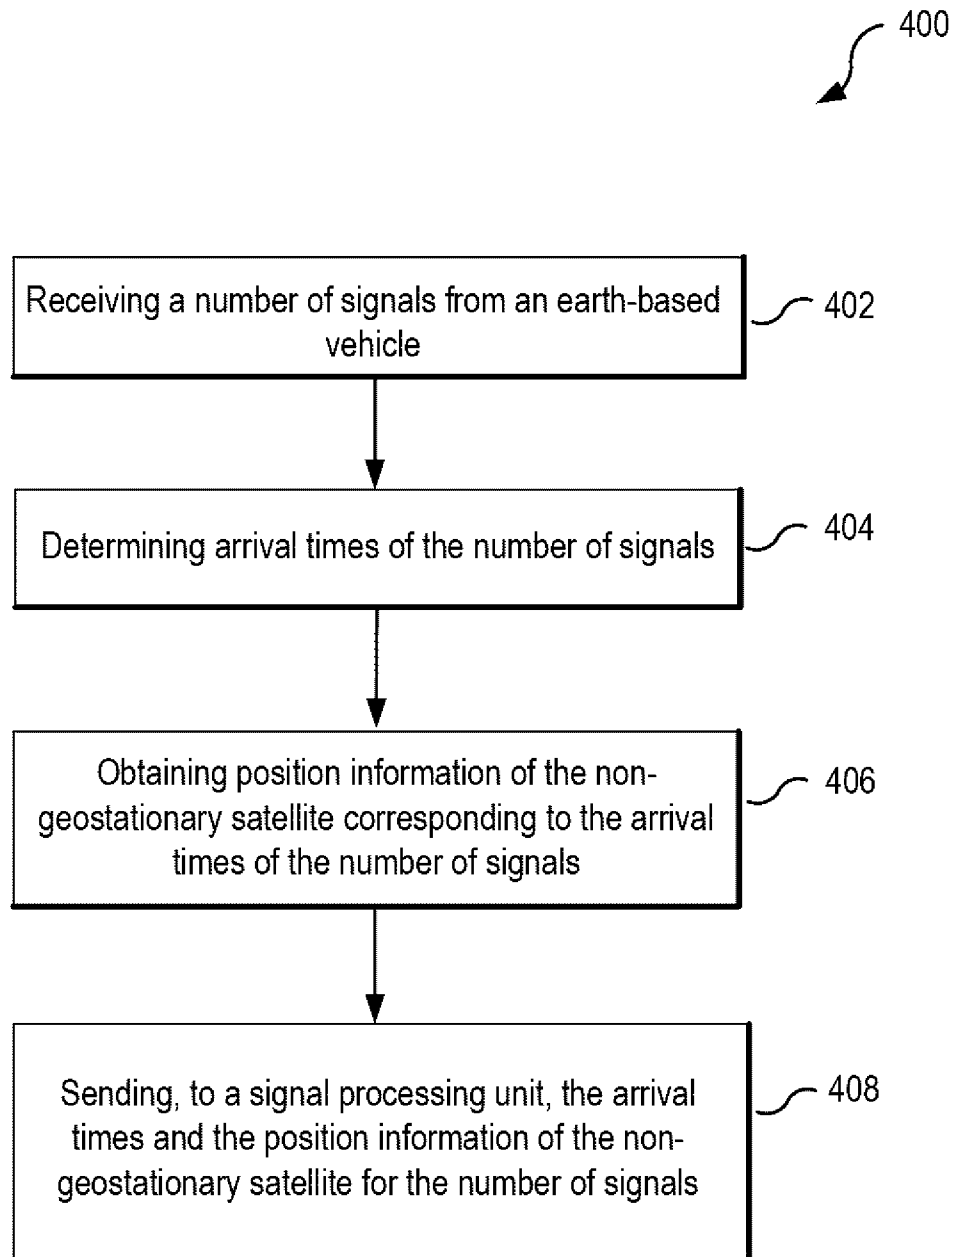 400
Receiving a number of signals from an earth-based
vehicle
402
Determining arrival times of the number of signals
404
Obtaining position information of the non-
geostationary satellite corresponding to the arrival
times of the number of signals
406
Sending, to a signal processing unit, the arrival
times and the position information of the non-
geostationary satellite for the number of signals
408